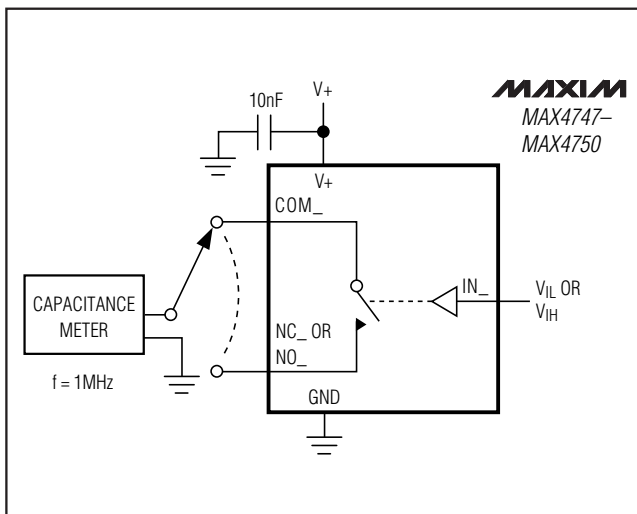 V+
10nF
MAXIM
MAX4747–
MAX4750
V+
COM_
IN_
VIL OR
VIH
CAPACITANCE
METER
NC_ OR
NO_
f = 1MHz
GND